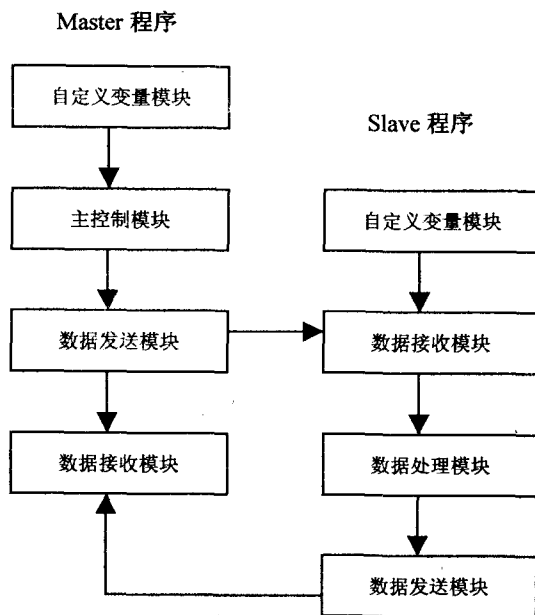 Master 程序
自定义变量模块
主控制模块
数据发送模块
数据接收模块
Slave 程序
自定义变量模块
数据接收模块
数据处理模块
数据发送模块